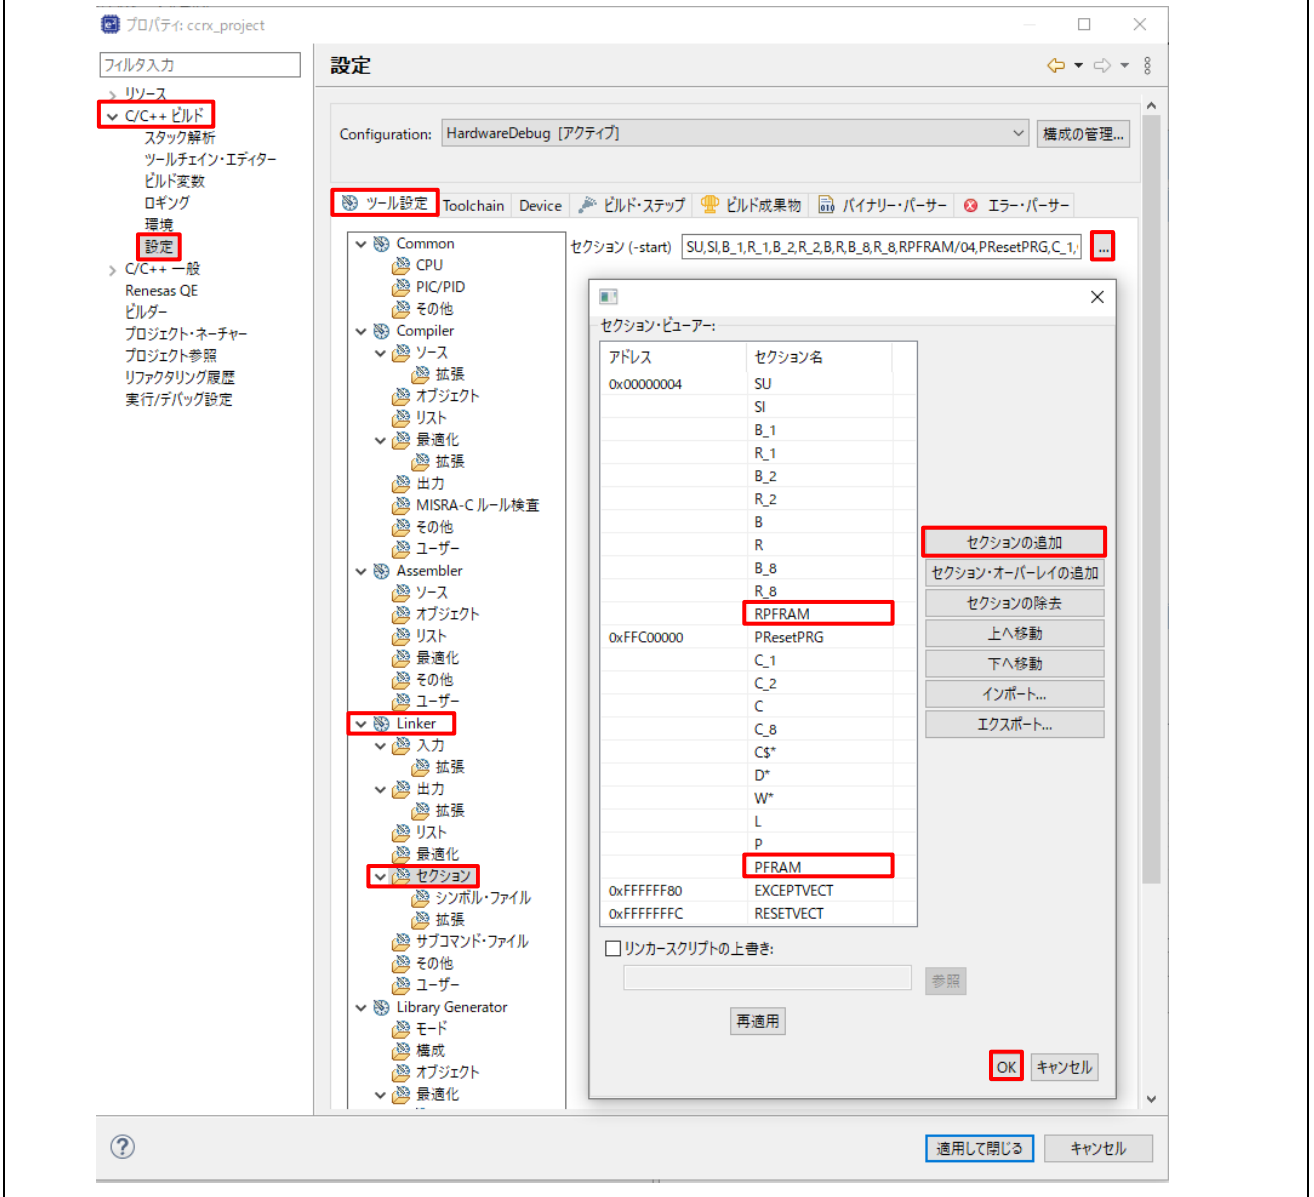 プロパティ: ccrx_project
フィルタ入力
リソース
C/C++ ビルド
スタック解析
ツールチェイン・エディター
ビルド変数
ロギング
環境
設定
C/C++ 一般
Renesas QE
ビルダー
プロジェクト・ネーチャー
プロジェクト参照
リファクタリング履歴
実行/デバッグ設定
設定
Configuration: HardwareDebug [アクティブ] 構成の管理...
ツール設定 Toolchain Device ビルド・ステップ ビルド成果物 バイナリー・パーサー エラー・パーサー
Common
CPU
PIC/PID
その他
Compiler
ソース
拡張
オブジェクト
リスト
最適化
拡張
出力
MISRA-C ルール検査
その他
ユーザー
Assembler
ソース
オブジェクト
リスト
最適化
その他
ユーザー
Linker
入力
拡張
出力
拡張
リスト
最適化
セクション
シンボル・ファイル
拡張
サブコマンド・ファイル
その他
ユーザー
Library Generator
モード
構成
オブジェクト
最適化
セクション (-start) SU,SI,B_1,R_1,B_2,R_2,B,R,B_8,R_8,RPFRAM/04,PResetPRG,C_1, ...
セクション・ビューアー:
アドレス セクション名
0x00000004 SU
SI
B_1
R_1
B_2
R_2
B
R
B_8
R_8
RPFRAM
0xFFC00000 PResetPRG
C_1
C_2
C
C_8
C$*
D*
W*
L
P
PFRAM
0xFFFFFF80 EXCEPTVECT
0xFFFFFFFC RESETVECT
セクションの追加
セクション・オーバーレイの追加
セクションの除去
上へ移動
下へ移動
インポート...
エクスポート...
リンカースクリプトの上書き:
参照
再適用
OK キャンセル
適用して閉じる キャンセル